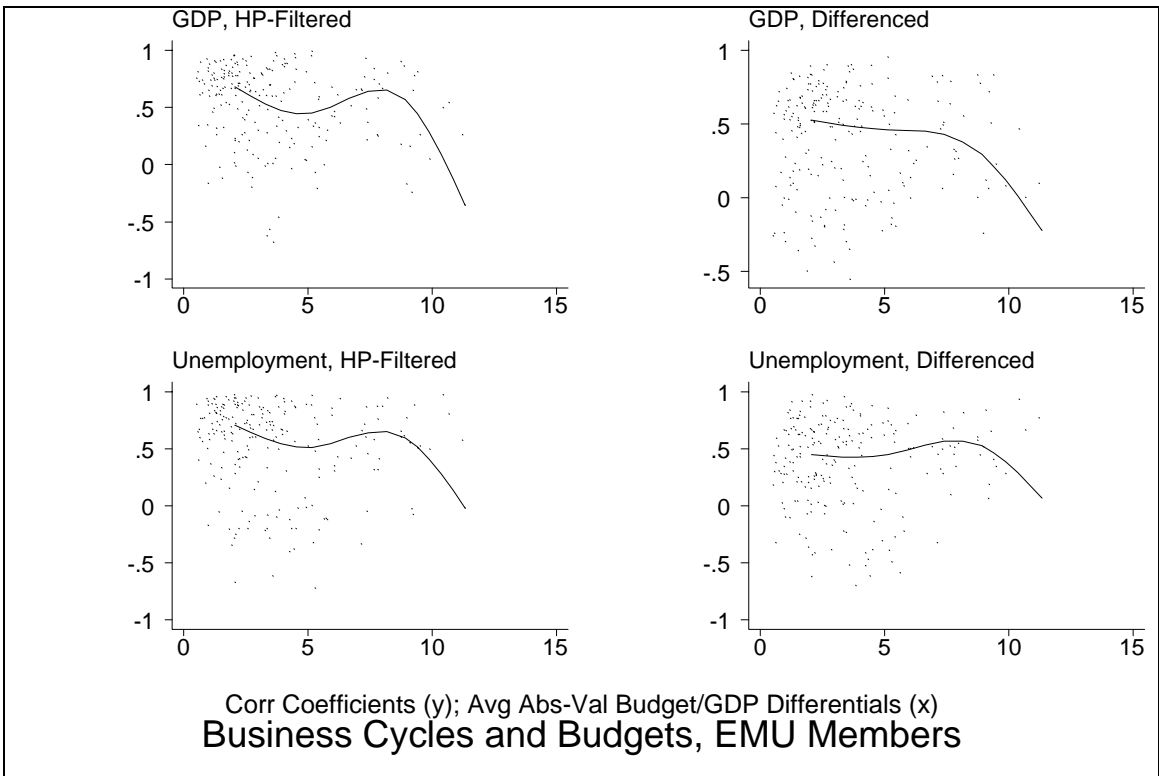 GDP, HP-Filtered
1
.5
0
-.5
-1
0 5 10 15
GDP, Differenced
1
.5
0
-.5
0 5 10 15
Unemployment, HP-Filtered
1
.5
0
-.5
-1
0 5 10 15
Unemployment, Differenced
1
.5
0
-.5
-1
0 5 10 15
Corr Coefficients (y); Avg Abs-Val Budget/GDP Differentials (x)
Business Cycles and Budgets, EMU Members